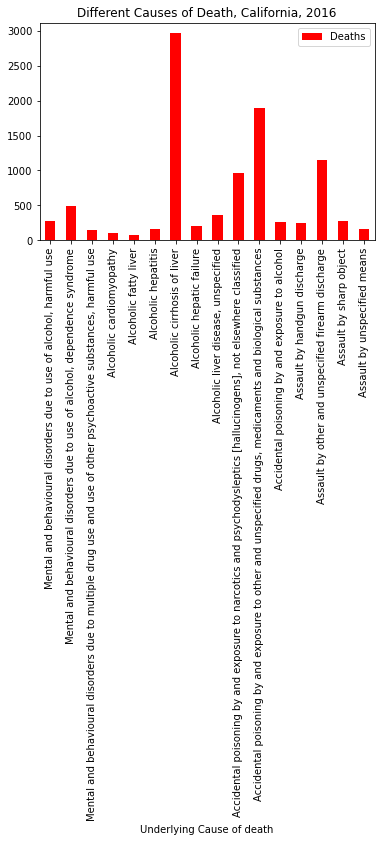 Different Causes of Death, California, 2016
Deaths
3000
2500
2000
1500
1000
500
0
Mental and behavioural disorders due to use of alcohol, harmful use
Mental and behavioural disorders due to use of alcohol, dependence syndrome
Mental and behavioural disorders due to multiple drug use and use of other psychoactive substances, harmful use
Alcoholic cardiomyopathy
Alcoholic fatty liver
Alcoholic hepatitis
Alcoholic cirrhosis of liver
Alcoholic hepatic failure
Alcoholic liver disease, unspecified
Accidental poisoning by and exposure to narcotics and psychodysleptics [hallucinogens], not elsewhere classified
Accidental poisoning by and exposure to other and unspecified drugs, medicaments and biological substances
Accidental poisoning by and exposure to alcohol
Assault by handgun discharge
Assault by other and unspecified firearm discharge
Assault by sharp object
Assault by unspecified means
Underlying Cause of death